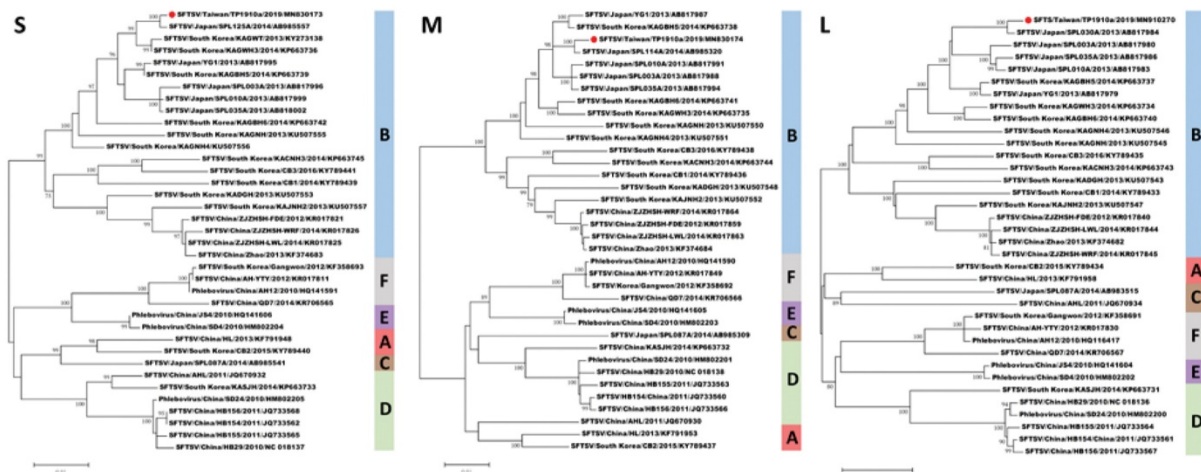 S
SFTSV/Taiwan/TP1910a/2019/MN830173
SFTSV/Japan/SPL125A/2014/AB985557
SFTSV/South Korea/KAGWT/2013/KY273138
SFTSV/South Korea/KAGWH3/2014/KP663736
SFTSV/Japan/YG1/2013/AB817995
SFTSV/South Korea/KAGBH5/2014/KP663739
SFTSV/Japan/SPL003A/2013/AB817996
SFTSV/Japan/SPL010A/2013/AB817999
SFTSV/Japan/SPL035A/2013/AB818002
SFTSV/South Korea/KAGBH6/2014/KP663742
SFTSV/South Korea/KAGNH/2013/KU507555
SFTSV/South Korea/KAGNH4/KU507556
SFTSV/South Korea/KACNH3/2014/KP663745
SFTSV/South Korea/CB3/2016/KY789441
SFTSV/South Korea/CB1/2014/KY789439
SFTSV/South Korea/KADGH/2013/KU507553
SFTSV/South Korea/KAJNH2/2013/KU507557
SFTSV/China/ZJZHSH-FDE/2012/KR017821
SFTSV/China/ZJZHSH-WRF/2014/KR017826
SFTSV/China/ZJZHSH-LWL/2014/KR017825
SFTSV/China/Zhao/2013/KF374683
SFTSV/South Korea/Gangwon/2012/KF358693
SFTSV/China/AH-YTY/2012/KR017811
Phlebovirus/China/AH12/2010/HQ141591
SFTSV/China/QD7/2014/KR706565
Phlebovirus/China/JS4/2010/HQ141606
Phlebovirus/China/SD4/2010/HM802204
SFTSV/China/HL/2013/KF791948
SFTSV/South Korea/CB2/2015/KY789440
SFTSV/Japan/SPL087A/2014/AB985541
SFTSV/China/AHL/2011/JQ670932
SFTSV/South Korea/KASJH/2014/KP663733
Phlebovirus/China/SD24/2010/HM802205
SFTSV/China/HB156/2011/JQ733568
SFTSV/China/HB154/2011/JQ733562
SFTSV/China/HB155/2011/JQ733565
SFTSV/China/HB29/2010/NC 018137
B
F
E
A
C
D
M
SFTSV/Japan/YG1/2013/AB817987
SFTSV/South Korea/KAGBH5/2014/KP663738
SFTSV/Taiwan/TP1910a/2019/MN830174
SFTSV/Japan/SPL114A/2014/AB985320
SFTSV/Japan/SPL010A/2013/AB817991
SFTSV/Japan/SPL003A/2013/AB817988
SFTSV/Japan/SPL035A/2013/AB817994
SFTSV/South Korea/KAGBH6/2014/KP663741
SFTSV/South Korea/KAGWH3/2014/KP663735
SFTSV/South Korea/KAGNH/2013/KU507550
SFTSV/South Korea/KAGNH4/2013/KU507551
SFTSV/South Korea/CB3/2016/KY789438
SFTSV/South Korea/KACNH3/2014/KP663744
SFTSV/South Korea/CB1/2014/KY789436
SFTSV/South Korea/KADGH/2013/KU507548
SFTSV/South Korea/KAJNH2/2013/KU507552
SFTSV/China/ZJZHSH-WRF/2014/KR017864
SFTSV/China/ZJZHSH-FDE/2012/KR017859
SFTSV/China/ZJZHSH-LWL/2014/KR017863
SFTSV/China/Zhao/2013/KF374684
Phlebovirus/China/AH12/2010/HQ141590
SFTSV/China/AH-YTY/2012/KR017849
SFTSV/Korea/Gangwon/2012/KF358692
SFTSV/China/QD7/2014/KR706566
Phlebovirus/China/JS4/2010/HQ141605
Phlebovirus/China/SD4/2010/HM802203
SFTSV/Japan/SPL087A/2014/AB985309
SFTSV/China/KASJH/2014/KP663732
Phlebovirus/China/SD24/2010/HM802201
SFTSV/China/HB29/2010/NC 018138
SFTSV/China/HB155/2011/JQ733563
SFTSV/HB154/China/2011/JQ733560
SFTSV/China/HB156/2011/JQ733566
SFTSV/China/AHL/2011/JQ670930
SFTSV/China/HL/2013/KF791953
SFTSV/South Korea/CB2/2015/KY789437
B
F
E
C
D
A
L
SFTS/Taiwan/TP1910a/2019/MN910270
SFTSV/Japan/SPL030A/2013/AB817984
SFTSV/Japan/SPL003A/2013/AB817980
SFTSV/Japan/SPL035A/2013/AB817986
SFTSV/Japan/SPL010A/2013/AB817983
SFTSV/South Korea/KAGBH5/2014/KP663737
SFTSV/Japan/YG1/2013/AB817979
SFTSV/South Korea/KAGWH3/2014/KP663734
SFTSV/South Korea/KAGBH6/2014/KP663740
SFTSV/South Korea/KAGNH4/2013/KU507546
SFTSV/South Korea/KAGNH/2013/KU507545
SFTSV/South Korea/CB3/2016/KY789435
SFTSV/South Korea/KACNH3/2014/KP663743
SFTSV/South Korea/KADGH/2013/KU507543
SFTSV/South Korea/CB1/2014/KY789433
SFTSV/South Korea/KAJNH2/2013/KU507547
SFTSV/China/ZJZHSH-FDE/2012/KR017840
SFTSV/China/ZJZHSH-LWL/2014/KR017844
SFTSV/China/Zhao/2013/KF374682
SFTSV/China/ZJZHSH-WRF/2014/KR017845
SFTSV/South Korea/CB2/2015/KY789434
SFTSV/China/HL/2013/KF791958
SFTSV/Japan/SPL087A/2014/AB983515
SFTSV/China/AHL/2011/JQ670934
SFTSV/South Korea/Gangwon/2012/KF358691
SFTSV/China/AH-YTY/2012/KR017830
Phlebovirus/China/AH12/2010/HQ116417
SFTSV/China/QD7/2014/KR706567
Phlebovirus/China/JS4/2010/HQ141604
Phlebovirus/China/SD4/2010/HM802202
SFTSV/South Korea/KASJH/2014/KP663731
SFTSV/China/HB29/2010/NC 018136
Phlebovirus/China/SD24/2010/HM802200
SFTSV/China/HB155/2011/JQ733564
SFTSV/China/HB154/China/2011/JQ733561
SFTSV/China/HB156/2011/JQ733567
B
A
C
F
E
D